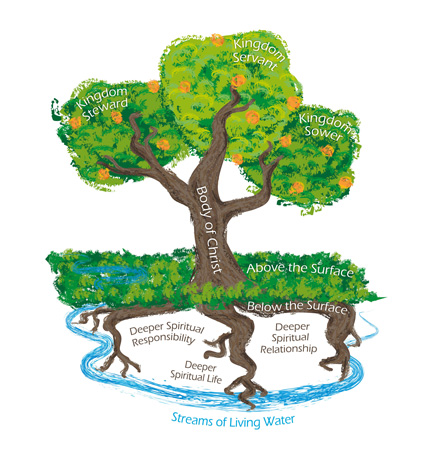 Kingdom
Servant
Kingdom
Steward
Kingdom
Sower
Body of Christ
Above the Surface
Below the Surface
Deeper Spiritual
Responsibility
Deeper
Spiritual
Relationship
Deeper
Spiritual Life
Streams of Living Water